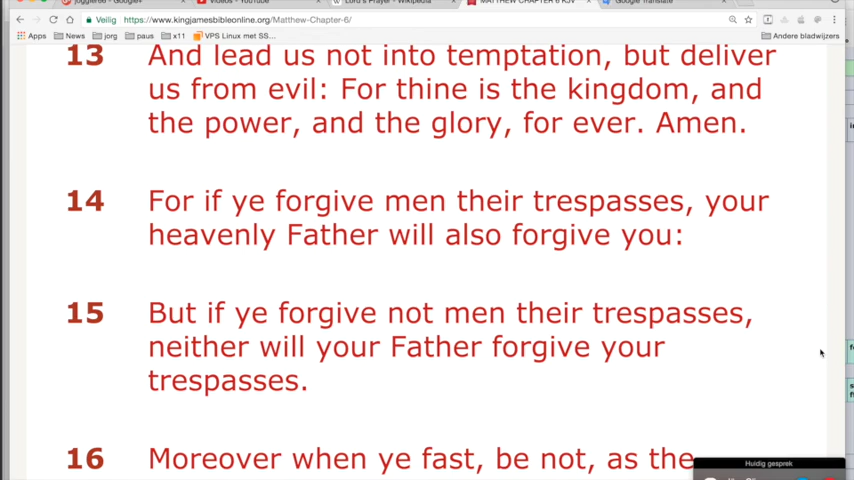 joggler66 - Google+
Videos - YouTube
Lord's Prayer - Wikipedia
MATTHEW CHAPTER 6 KJV
Google Translate
Veilig https://www.kingjamesbibleonline.org/Matthew-Chapter-6/
Apps News jorg paus x11 VPS Linux met SS... Andere bladwijzers
13 And lead us not into temptation, but deliver
us from evil: For thine is the kingdom, and
the power, and the glory, for ever. Amen.
14 For if ye forgive men their trespasses, your
heavenly Father will also forgive you:
15 But if ye forgive not men their trespasses,
neither will your Father forgive your
trespasses.
16 Moreover when ye fast, be not, as the
Huidig gesprek